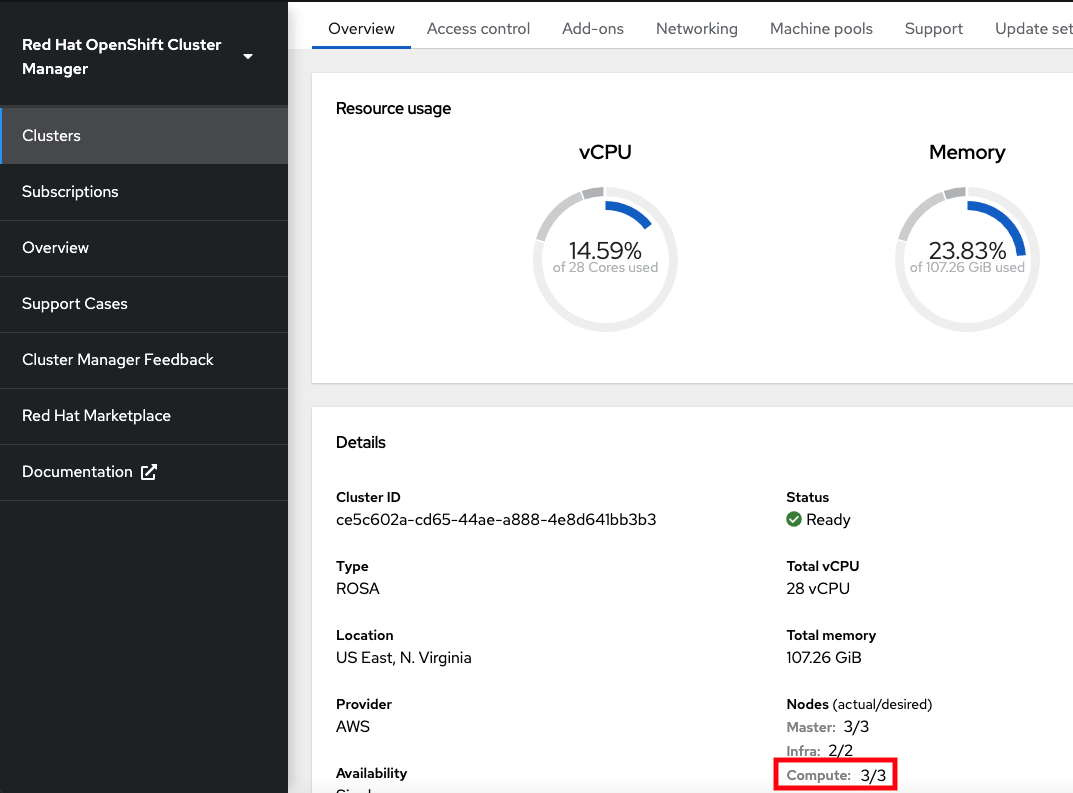 Red Hat OpenShift Cluster
Manager
Clusters
Subscriptions
Overview
Support Cases
Cluster Manager Feedback
Red Hat Marketplace
Documentation
Overview Access control Add-ons Networking Machine pools Support Update set
Resource usage
vCPU
14.59%
of 28 Cores used
Memory
23.83%
of 107.26 GiB used
Details
Cluster ID
ce5c602a-cd65-44ae-a888-4e8d641bb3b3
Type
ROSA
Location
US East, N. Virginia
Provider
AWS
Availability
Status
Ready
Total vCPU
28 vCPU
Total memory
107.26 GiB
Nodes (actual/desired)
Master: 3/3
Infra: 2/2
Compute: 3/3